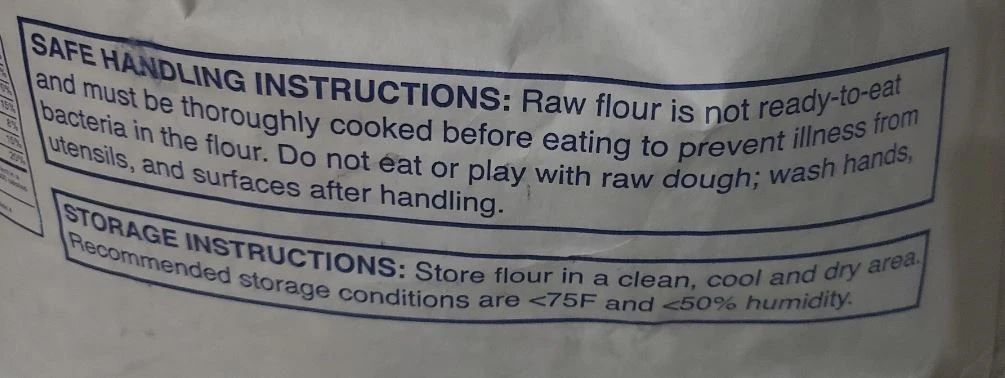 SAFE HANDLING INSTRUCTIONS: Raw flour is not ready-to-eat
and must be thoroughly cooked before eating to prevent illness from
bacteria in the flour. Do not eat or play with raw dough; wash hands,
utensils, and surfaces after handling.
STORAGE INSTRUCTIONS: Store flour in a clean, cool and dry area.
Recommended storage conditions are <75F and <50% humidity.